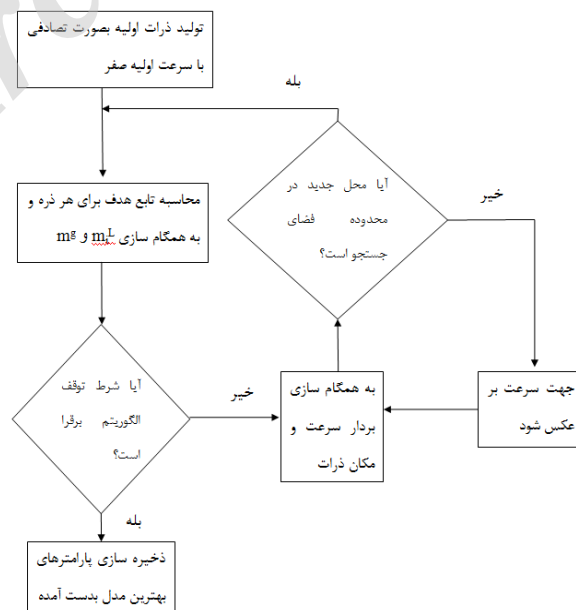 تولید ذرات اولیه بصورت تصادفی
با سرعت اولیه صفر
بله
آیا محل جدید در
محدوده فضای
جستجو است؟
خیر
محاسبه تابع هدف برای هر ذره و
به همگام سازی mᵢᴸ و mᵍ
آیا شرط توقف
الگوریتم برقرا
است؟
خیر
به همگام سازی
بردار سرعت و
مکان ذرات
جهت سرعت بر
عکس شود
بله
ذخیره سازی پارامترهای
بهترین مدل بدست آمده